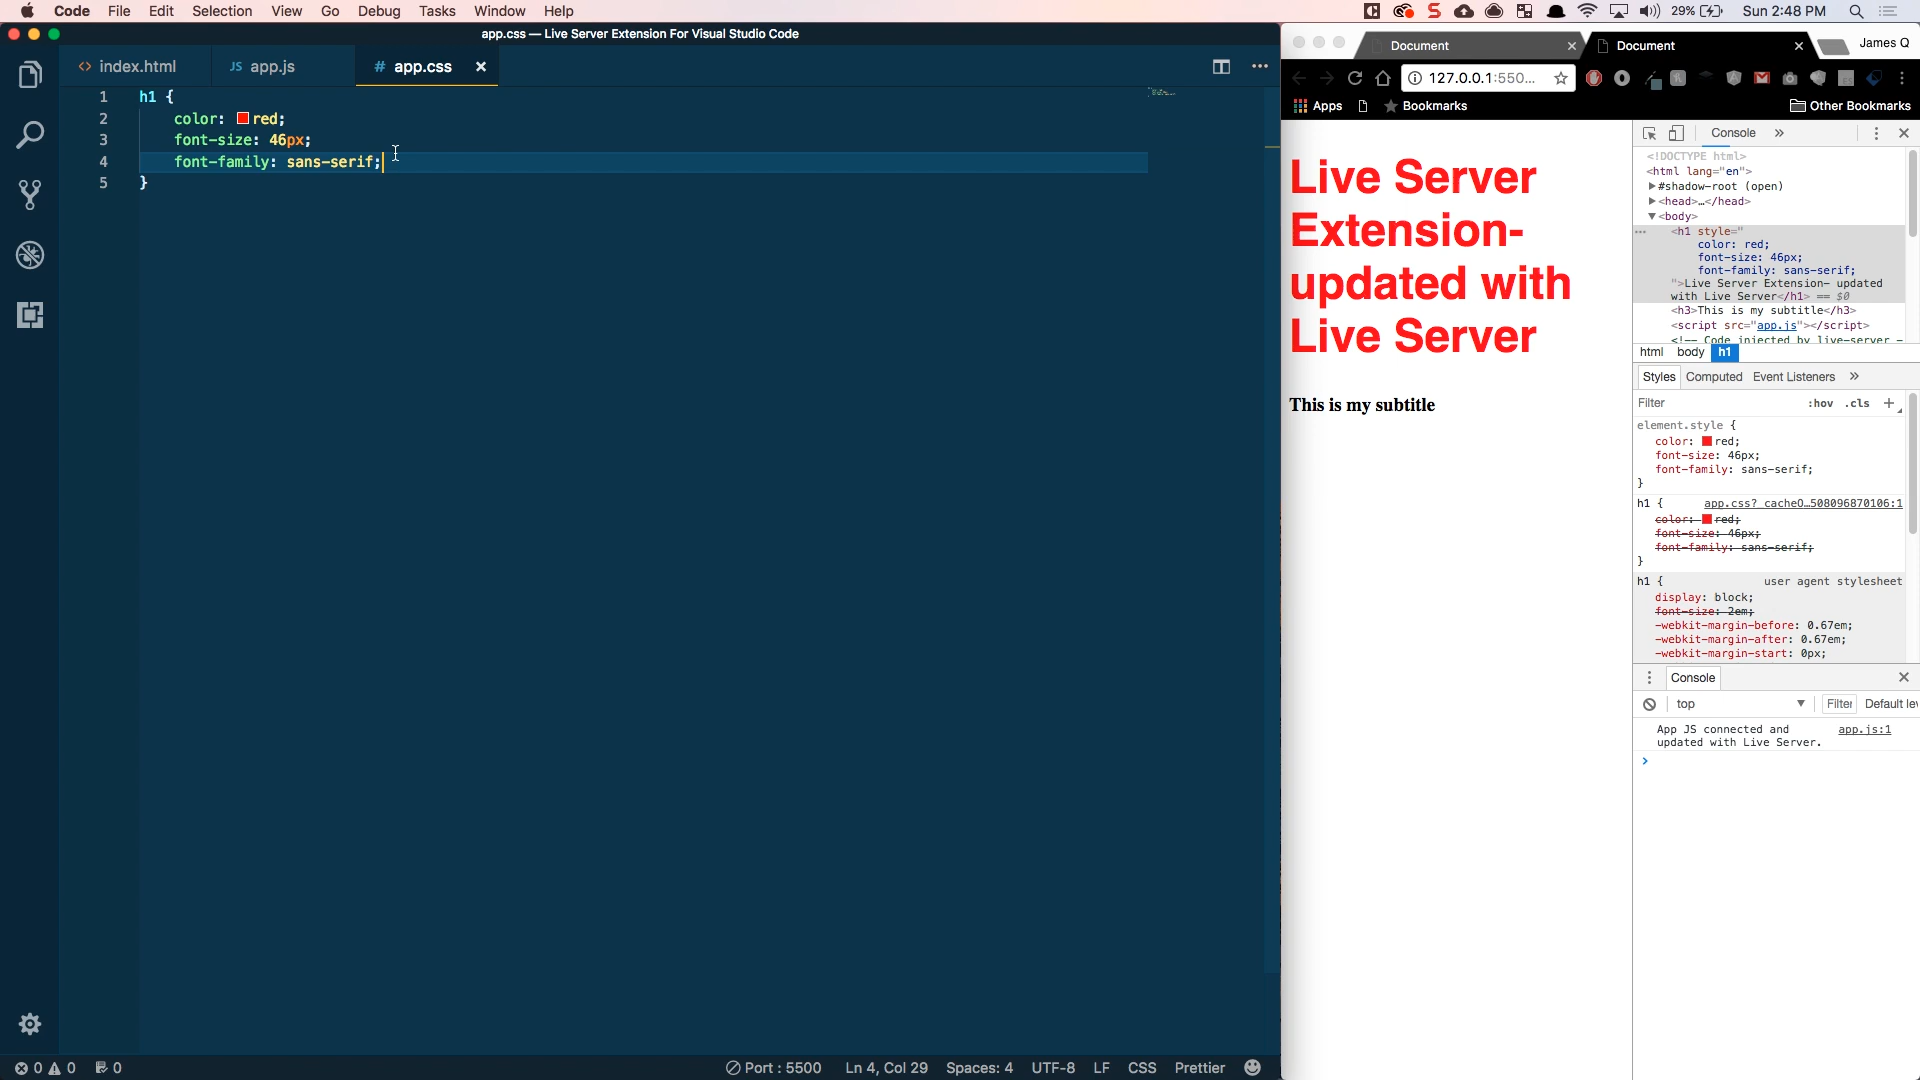 Code File Edit Selection View Go Debug Tasks Window Help
29% Sun 2:48 PM
app.css — Live Server Extension For Visual Studio Code
<> index.html
JS app.js
# app.css
1 h1 {
2 color: red;
3 font-size: 46px;
4 font-family: sans-serif;
5 }
0 0 0
Port : 5500 Ln 4, Col 29 Spaces: 4 UTF-8 LF CSS Prettier
Document
Document
James Q
127.0.0.1:550...
Apps
Bookmarks
Other Bookmarks
Live Server
Extension-
updated with
Live Server
This is my subtitle
Console »
<!DOCTYPE html>
<html lang="en">
#shadow-root (open)
<head>…</head>
<body>
<h1 style="
color: red;
font-size: 46px;
font-family: sans-serif;
">Live Server Extension- updated
with Live Server</h1> == $0
<h3>This is my subtitle</h3>
<script src="app.js"></script>
<!-- Code injected by live-server -
html body h1
Styles Computed Event Listeners »
Filter :hov .cls +
element.style {
color: red;
font-size: 46px;
font-family: sans-serif;
}
h1 { app.css?_cacheO…508096870106:1
color: red;
font-size: 46px;
font-family: sans-serif;
}
h1 { user agent stylesheet
display: block;
font-size: 2em;
-webkit-margin-before: 0.67em;
-webkit-margin-after: 0.67em;
-webkit-margin-start: 0px;
Console
top Filter Default lev
App JS connected and app.js:1
updated with Live Server.